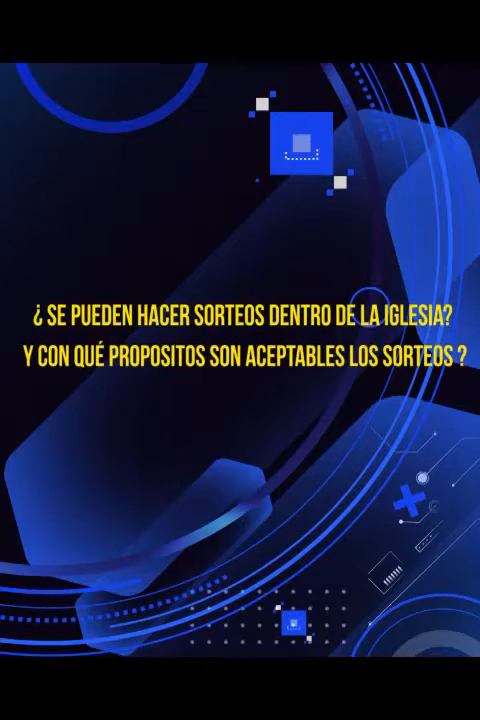 ¿ SE PUEDEN HACER SORTEOS DENTRO DE LA IGLESIA?
Y CON QUÉ PROPOSITOS SON ACEPTABLES LOS SORTEOS ?